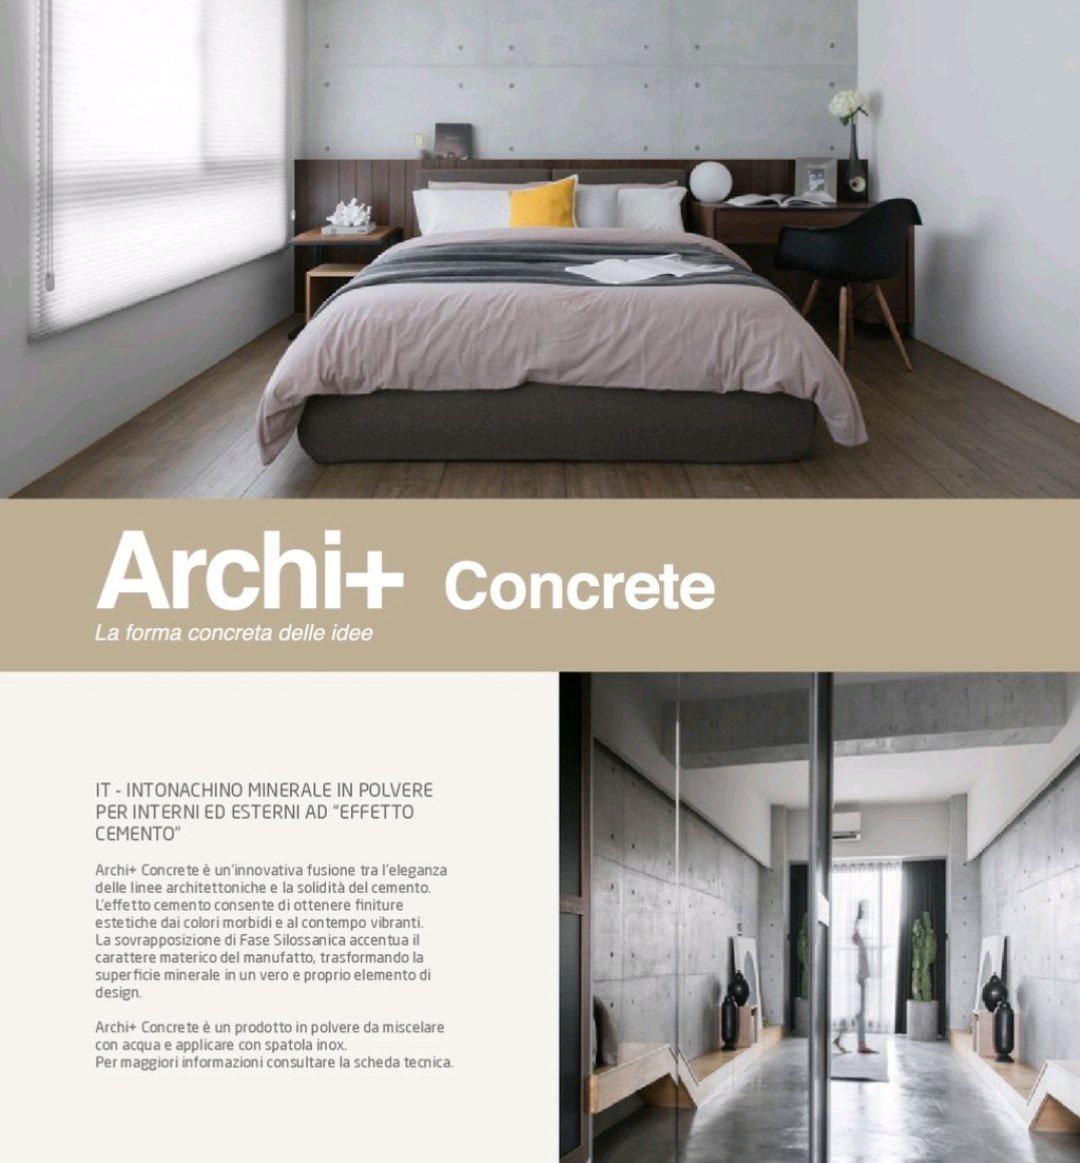 Archi+ Concrete
La forma concreta delle idee
IT - INTONACHINO MINERALE IN POLVERE
PER INTERNI ED ESTERNI AD “EFFETTO
CEMENTO”
Archi+ Concrete è un’innovativa fusione tra l’eleganza
delle linee architettoniche e la solidità del cemento.
L’effetto cemento consente di ottenere finiture
estetiche dai colori morbidi e al contempo vibranti.
La sovrapposizione di Fase Silossanica accentua il
carattere materico del manufatto, trasformando la
superficie minerale in un vero e proprio elemento di
design.
Archi+ Concrete è un prodotto in polvere da miscelare
con acqua e applicare con spatola inox.
Per maggiori informazioni consultare la scheda tecnica.